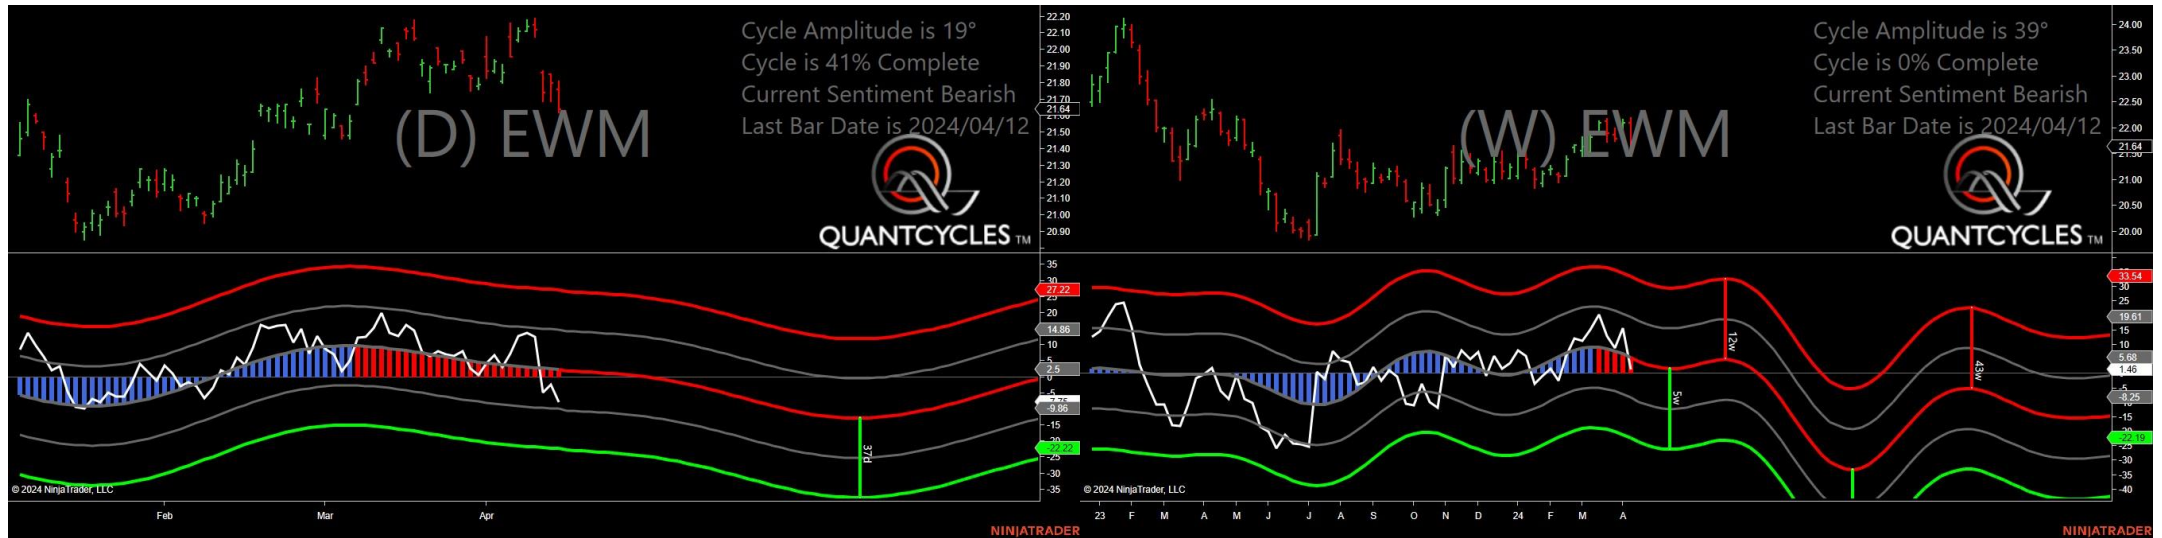 Cycle Amplitude is 19°
Cycle is 41% Complete
Current Sentiment Bearish
Last Bar Date is 2024/04/12
(D) EWM
QUANTCYCLES TM
22.20
22.10
22.00
21.90
21.80
21.70
21.64
21.50
21.40
21.30
21.20
21.10
21.00
20.90
35
30
27.22
25
20
14.86
10
5
2.5
0
-9.86
-15
-22.22
-25
-30
-35
37d
© 2024 NinjaTrader, LLC
Feb Mar Apr
NINJATRADER
Cycle Amplitude is 39°
Cycle is 0% Complete
Current Sentiment Bearish
Last Bar Date is 2024/04/12
(W) EWM
QUANTCYCLES TM
24.00
23.50
23.00
22.50
22.00
21.64
21.50
21.00
20.50
20.00
33.54
30
25
19.61
15
10
5.68
1.46
-5
-8.25
-15
-22.19
-25
-30
-35
-40
12w
5w
43w
© 2024 NinjaTrader, LLC
23 F M A M J J A S O N D 24 F M A
NINJATRADER